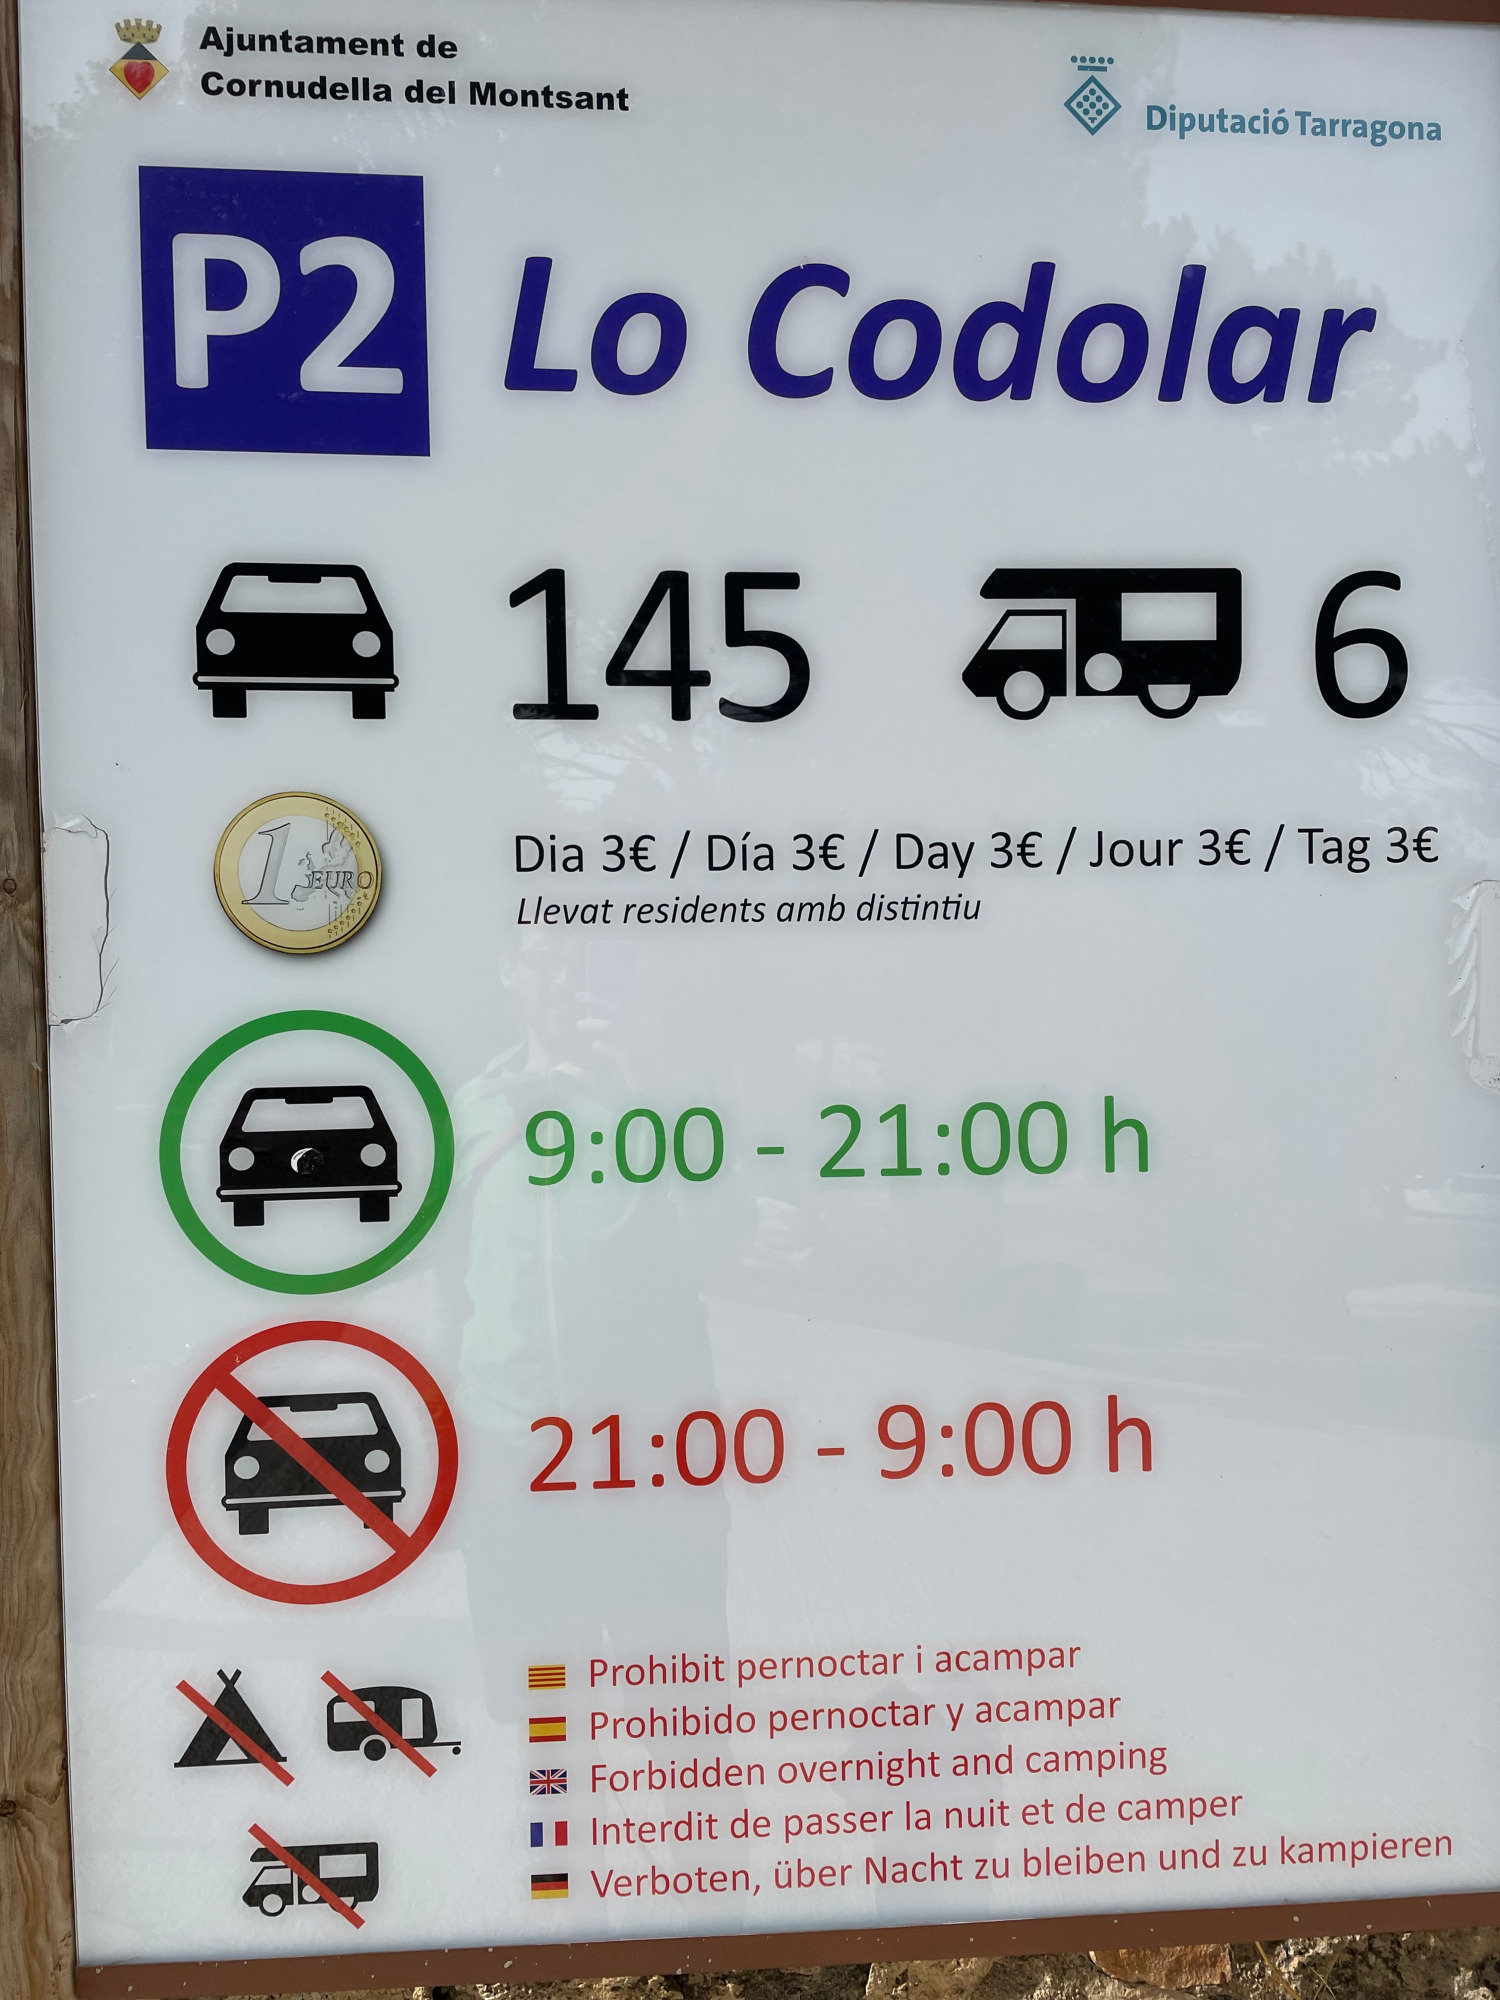 Ajuntament de
Cornudella del Montsant
Diputació Tarragona
P2 Lo Codolar
145 6
1 EURO
Dia 3€ / Día 3€ / Day 3€ / Jour 3€ / Tag 3€
Llevat residents amb distintiu
9:00 - 21:00 h
21:00 - 9:00 h
Prohibit pernoctar i acampar
Prohibido pernoctar y acampar
Forbidden overnight and camping
Interdit de passer la nuit et de camper
Verboten, über Nacht zu bleiben und zu kampieren